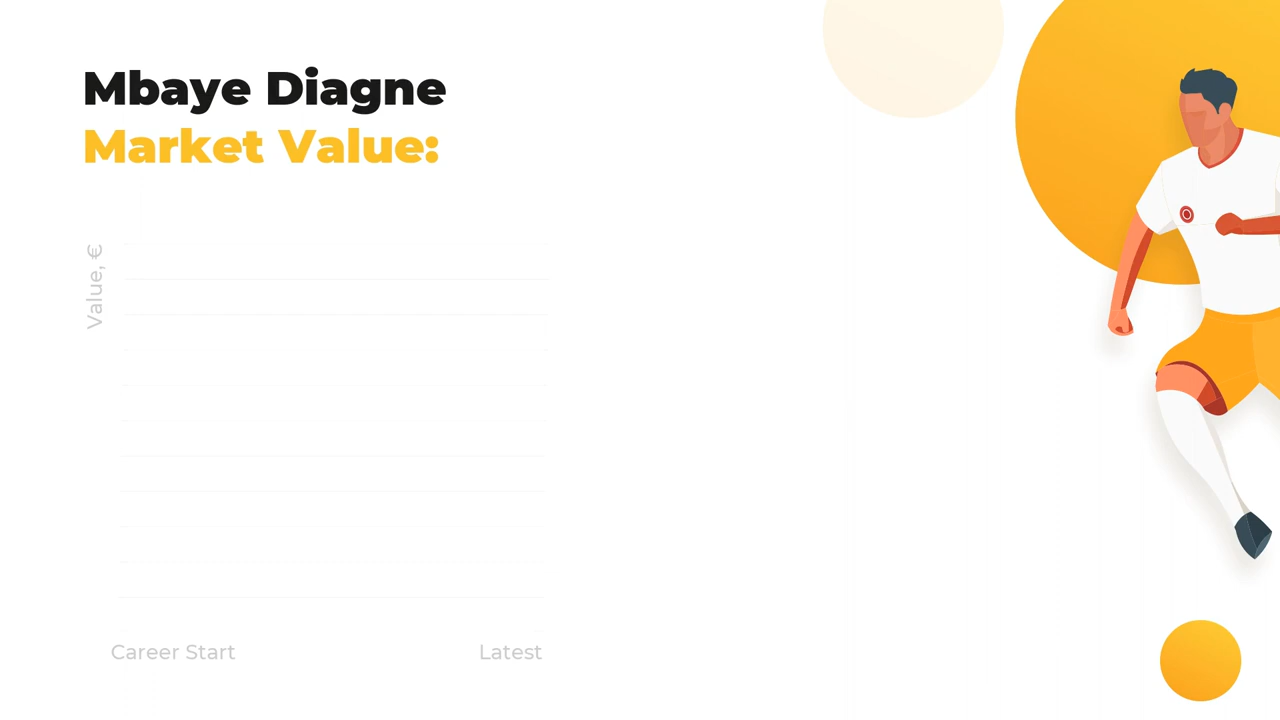 Mbaye Diagne
Market Value:
Value, €
Career Start
Latest